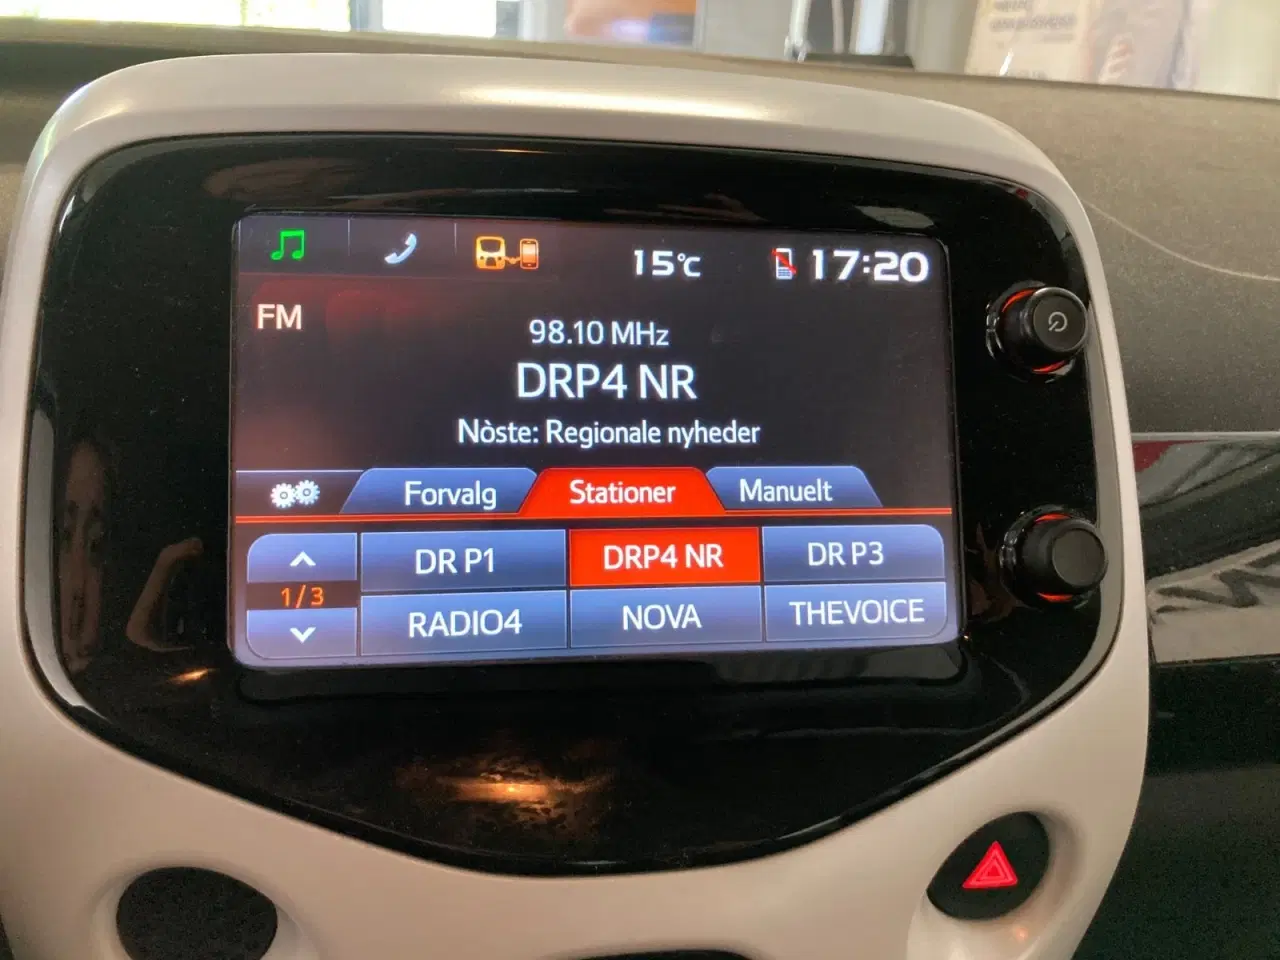 15°C
17:20
FM
98.10 MHz
DRP4 NR
Nòste: Regionale nyheder
Forvalg
Stationer
Manuelt
1/3
DR P1
DRP4 NR
DR P3
RADIO4
NOVA
THEVOICE